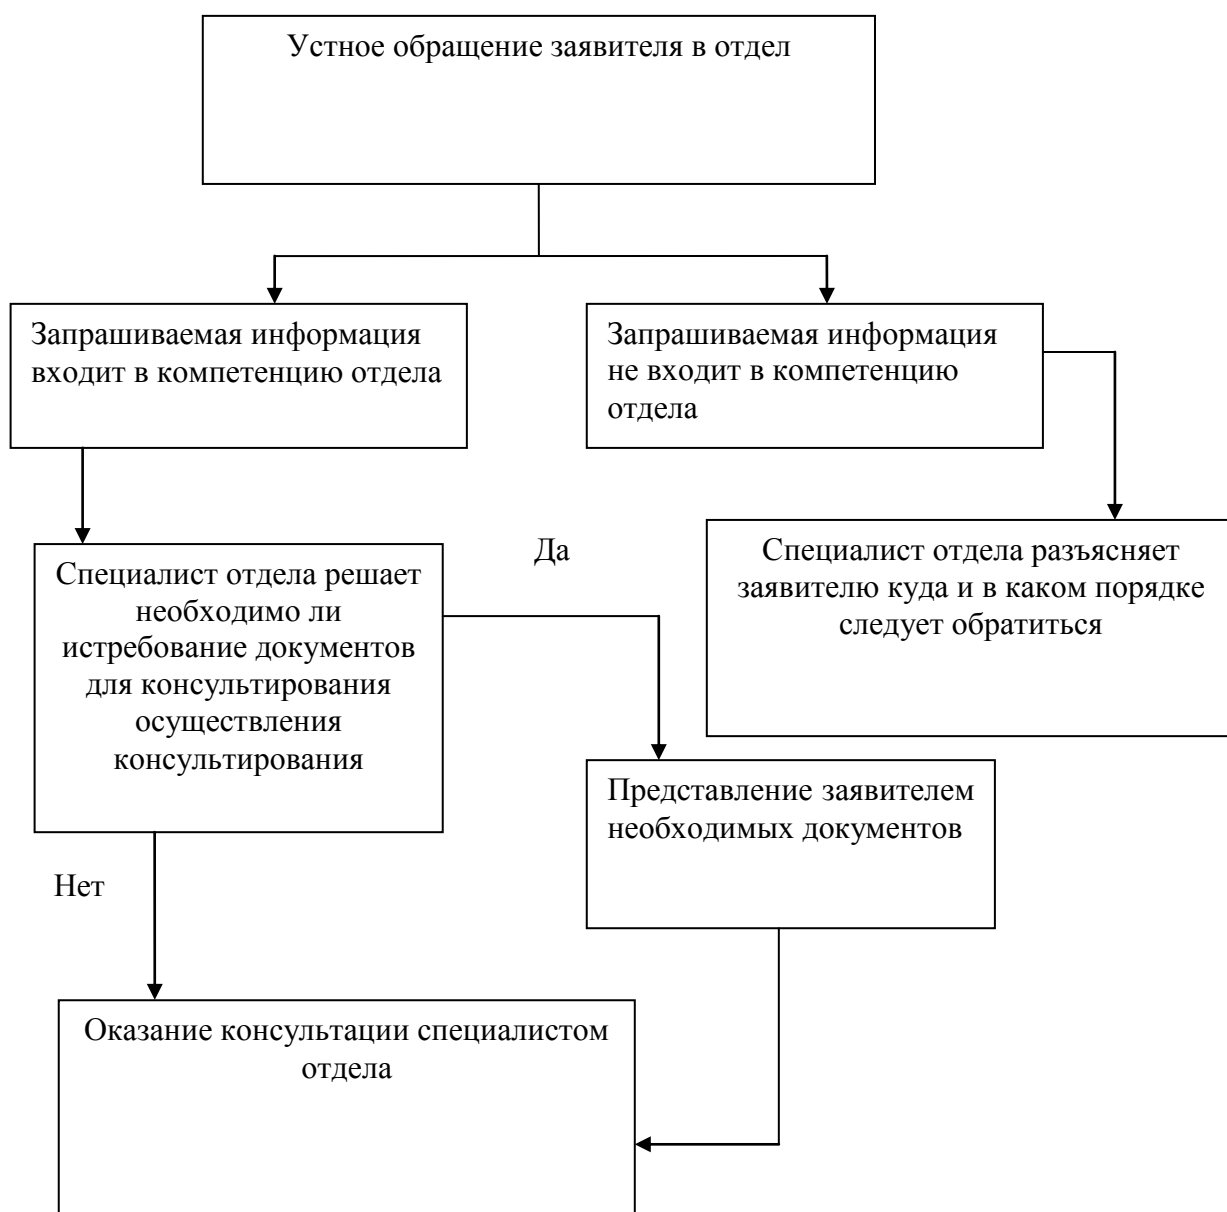 Устное обращение заявителя в отдел
Запрашиваемая информация
входит в компетенцию отдела
Запрашиваемая информация
не входит в компетенцию
отдела
Да
Специалист отдела решает
необходимо ли
истребование документов
для консультирования
осуществления
консультирования
Специалист отдела разъясняет
заявителю куда и в каком порядке
следует обратиться
Представление заявителем
необходимых документов
Нет
Оказание консультации специалистом
отдела